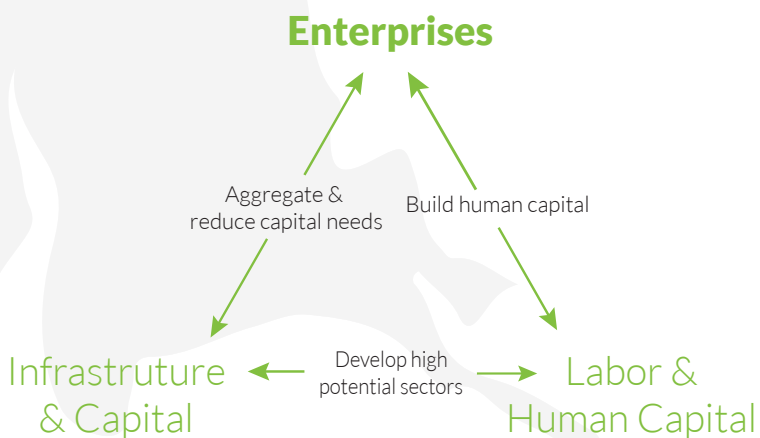 Enterprises
Aggregate &
reduce capital needs
Build human capital
Develop high
potential sectors
Infrastruture
& Capital
Labor &
Human Capital